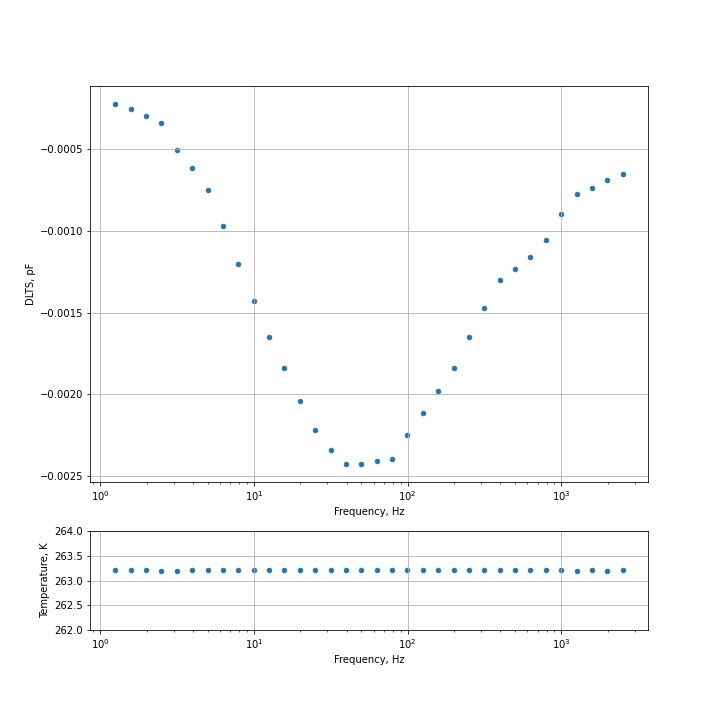 −0.0005
−0.0010
−0.0015
−0.0020
−0.0025
DLTS, pF
10⁰ 10¹ 10² 10³
Frequency, Hz
264.0
263.5
263.0
262.5
262.0
Temperature, K
10⁰ 10¹ 10² 10³
Frequency, Hz